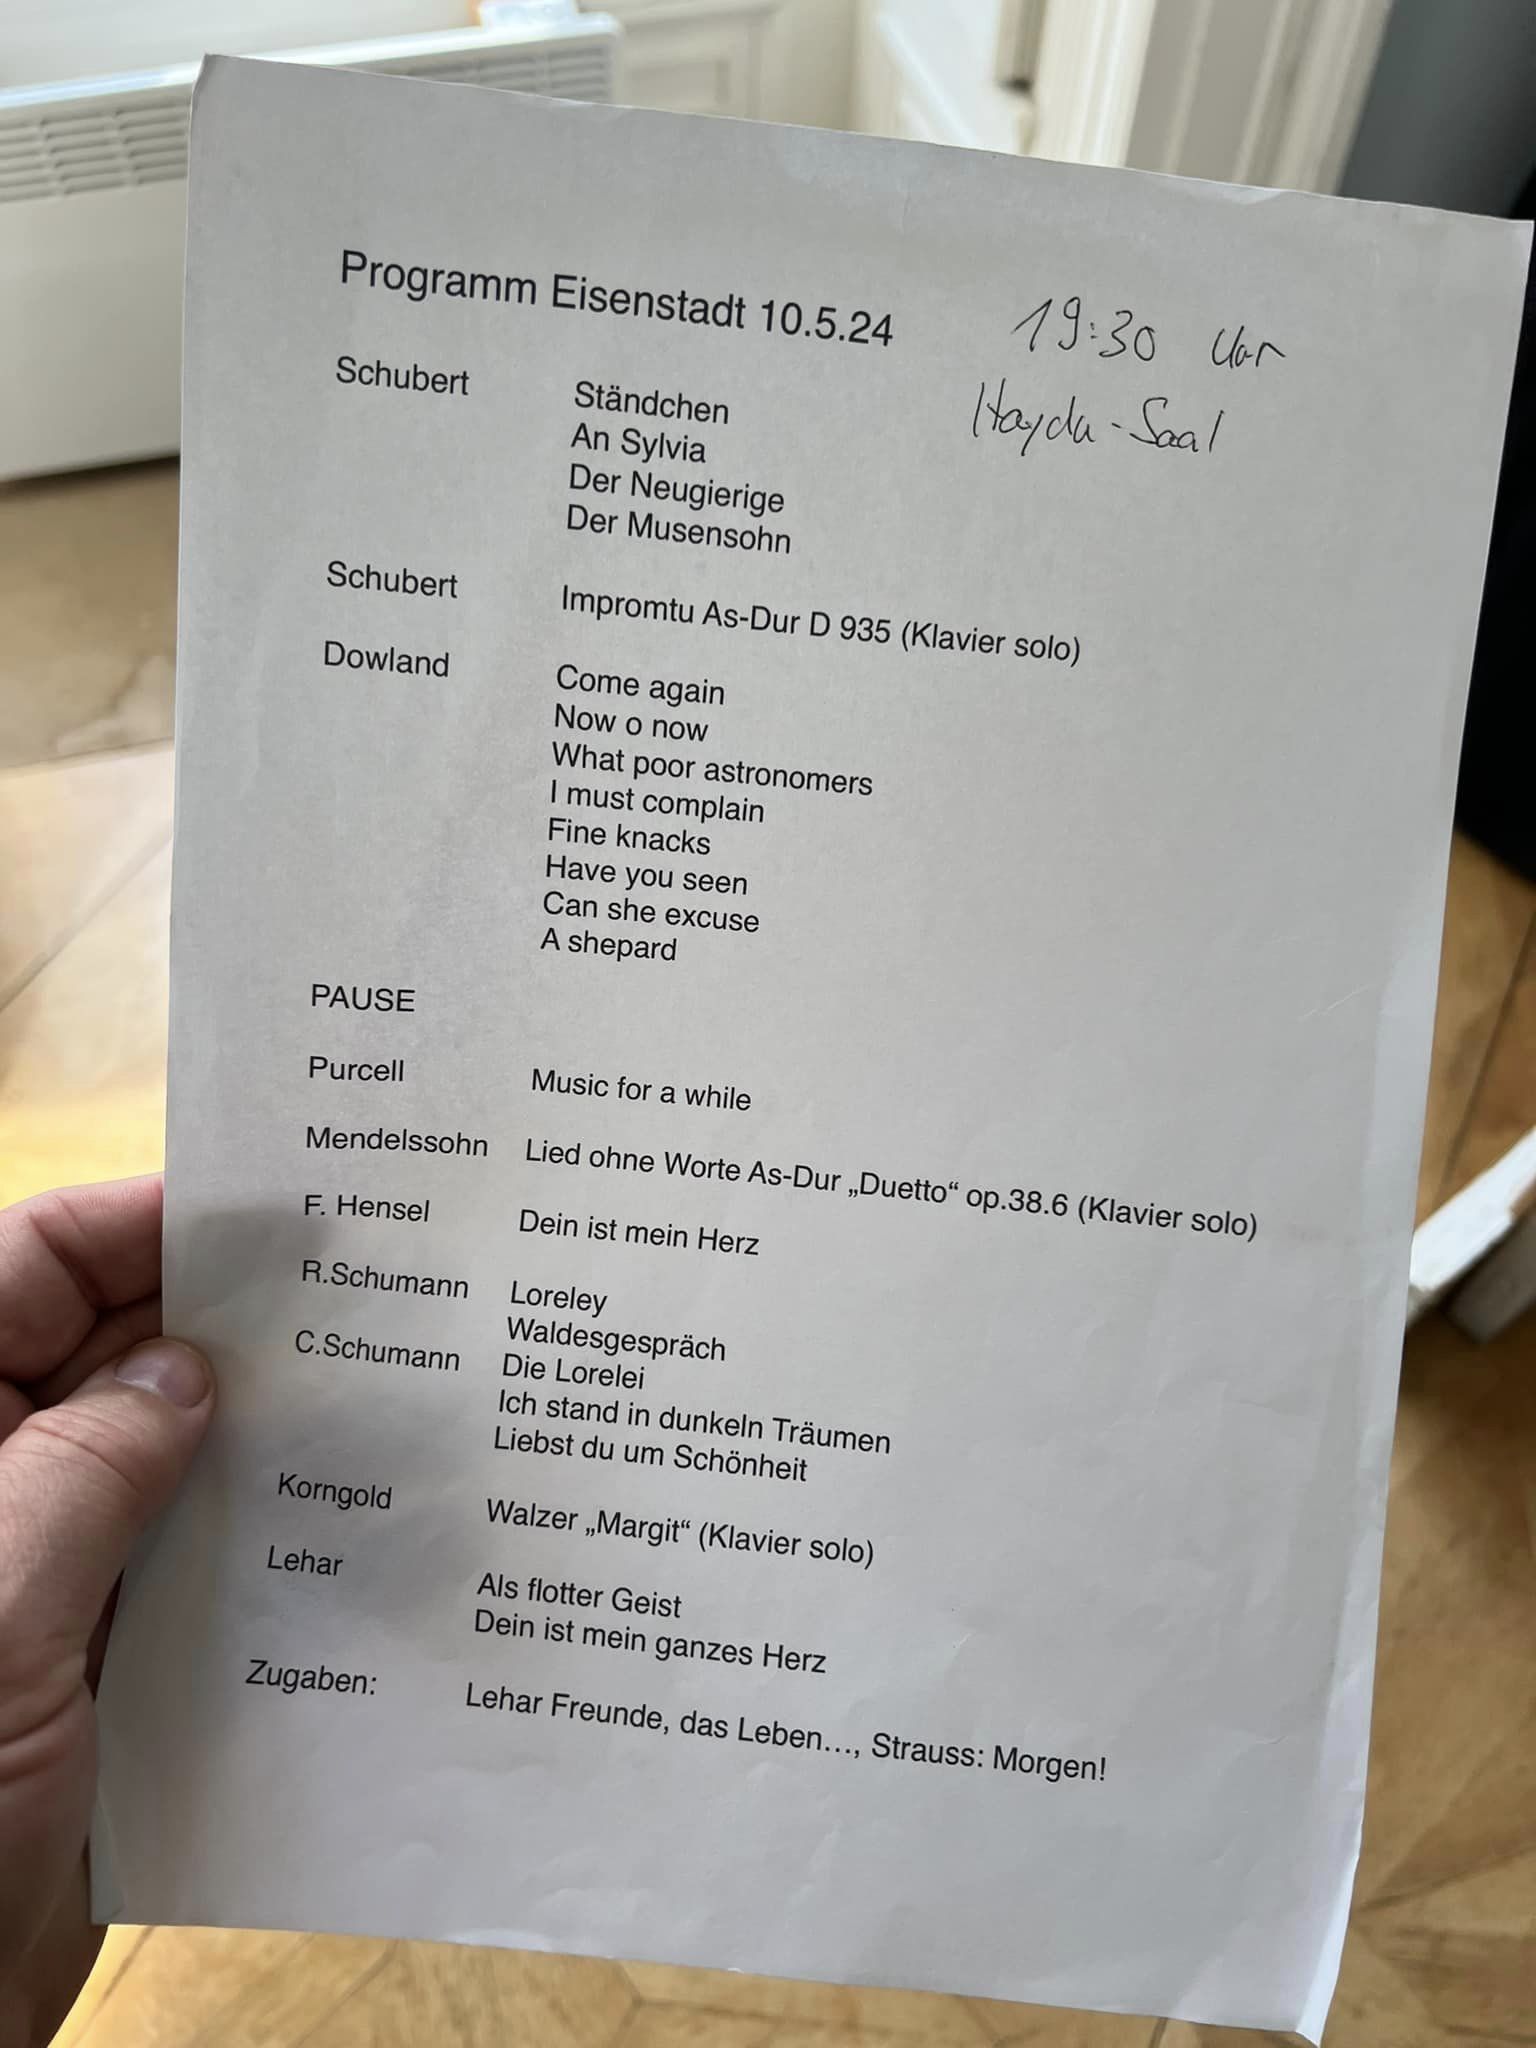 Programm Eisenstadt 10.5.24 19:30 Uhr
Haydn-Saal
Schubert Ständchen
An Sylvia
Der Neugierige
Der Musensohn
Schubert Impromtu As-Dur D 935 (Klavier solo)
Dowland Come again
Now o now
What poor astronomers
I must complain
Fine knacks
Have you seen
Can she excuse
A shepard
PAUSE
Purcell Music for a while
Mendelssohn Lied ohne Worte As-Dur „Duetto“ op.38.6 (Klavier solo)
F. Hensel Dein ist mein Herz
R.Schumann Loreley
Waldesgespräch
C.Schumann Die Lorelei
Ich stand in dunkeln Träumen
Liebst du um Schönheit
Korngold Walzer „Margit“ (Klavier solo)
Lehar Als flotter Geist
Dein ist mein ganzes Herz
Zugaben: Lehar Freunde, das Leben..., Strauss: Morgen!